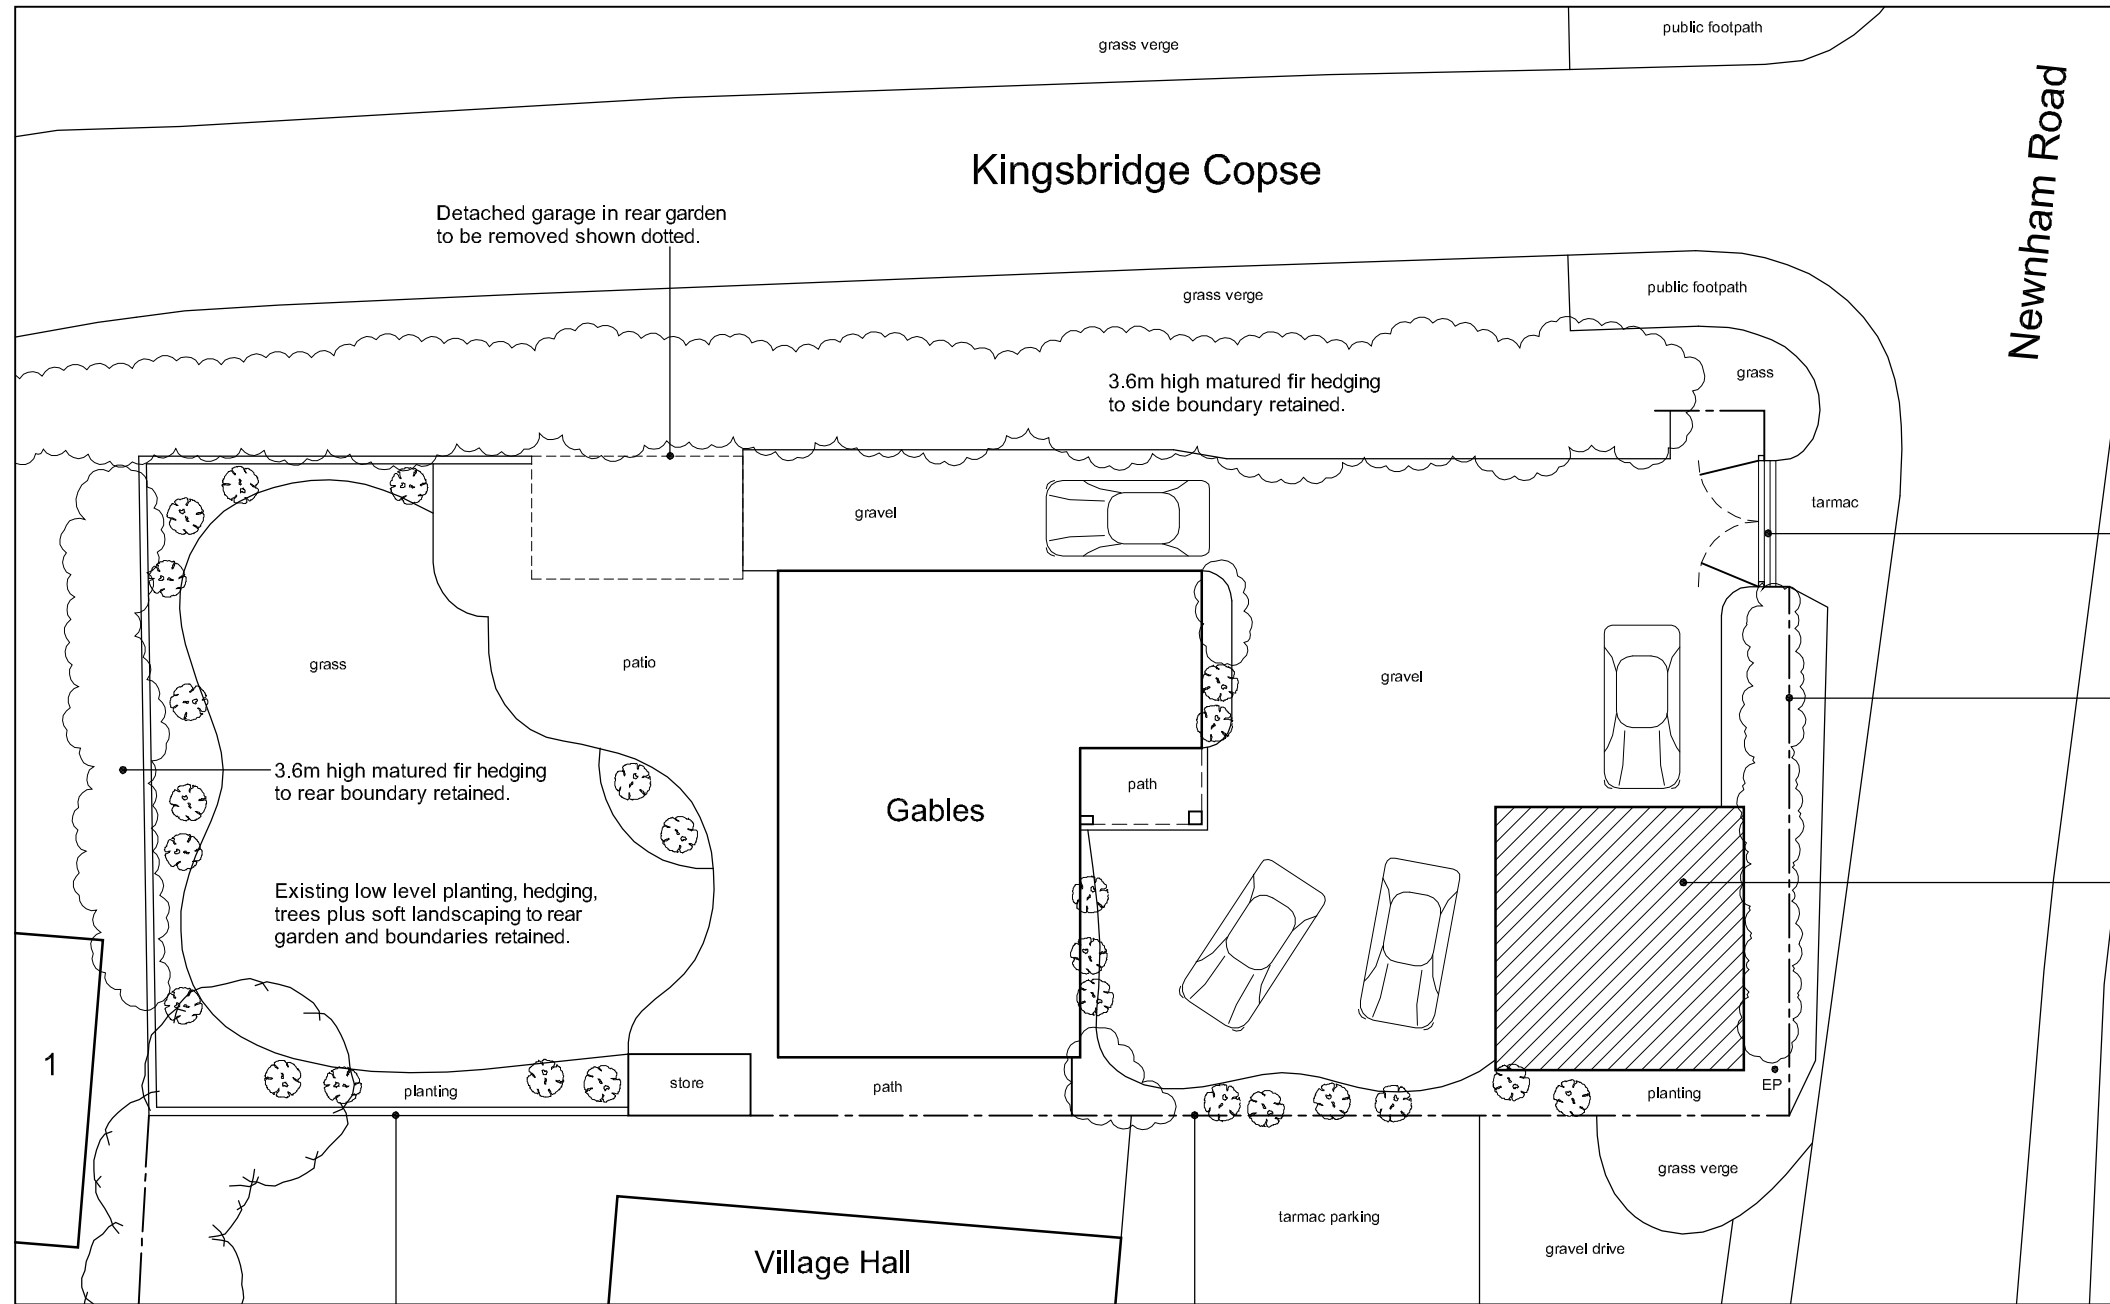 grass verge
public footpath
Kingsbridge Copse
Newnham Road
Detached garage in rear garden
to be removed shown dotted.
grass verge
public footpath
3.6m high matured fir hedging
to side boundary retained.
grass
gravel
tarmac
grass
patio
gravel
3.6m high matured fir hedging
to rear boundary retained.
path
Gables
Existing low level planting, hedging,
trees plus soft landscaping to rear
garden and boundaries retained.
1
planting
store
path
planting
EP
grass verge
tarmac parking
gravel drive
Village Hall